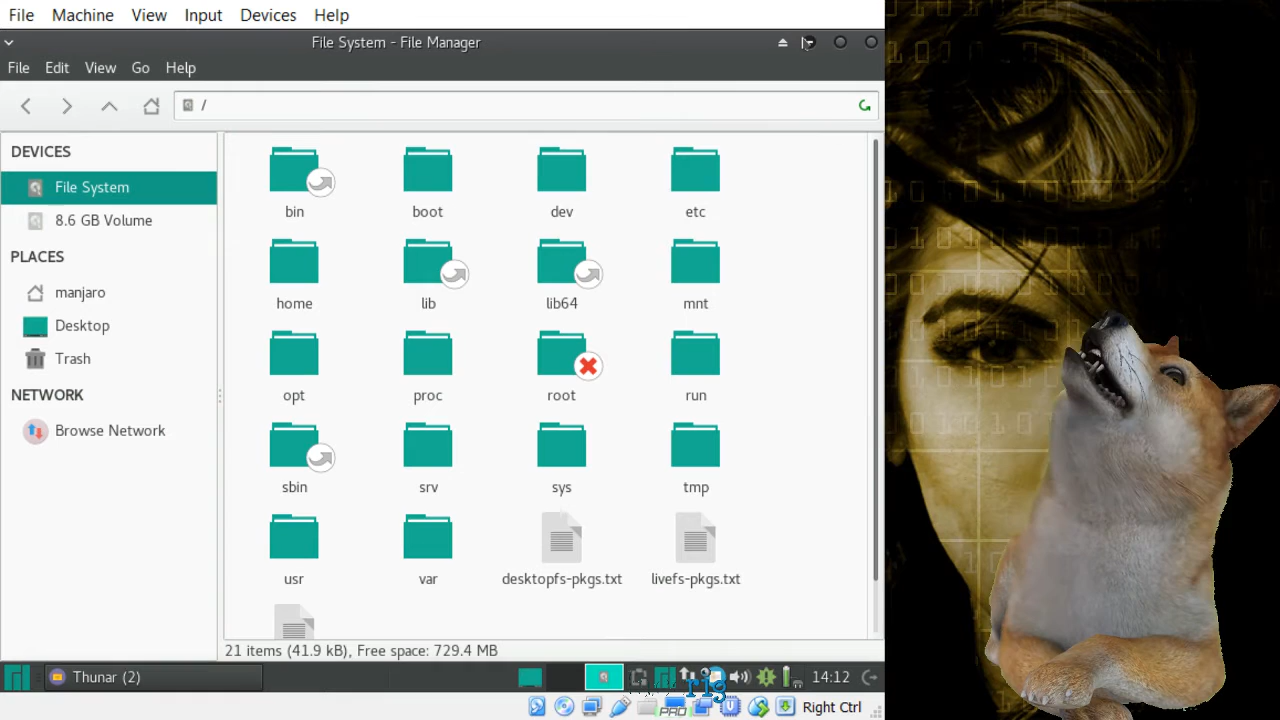 File Machine View Input Devices Help
File System - File Manager
File Edit View Go Help
/
DEVICES
File System
8.6 GB Volume
PLACES
manjaro
Desktop
Trash
NETWORK
Browse Network
bin boot dev etc
home lib lib64 mnt
opt proc root run
sbin srv sys tmp
usr var desktopfs-pkgs.txt livefs-pkgs.txt
21 items (41.9 kB), Free space: 729.4 MB
Thunar (2)
14:12
rig
PRO
Right Ctrl